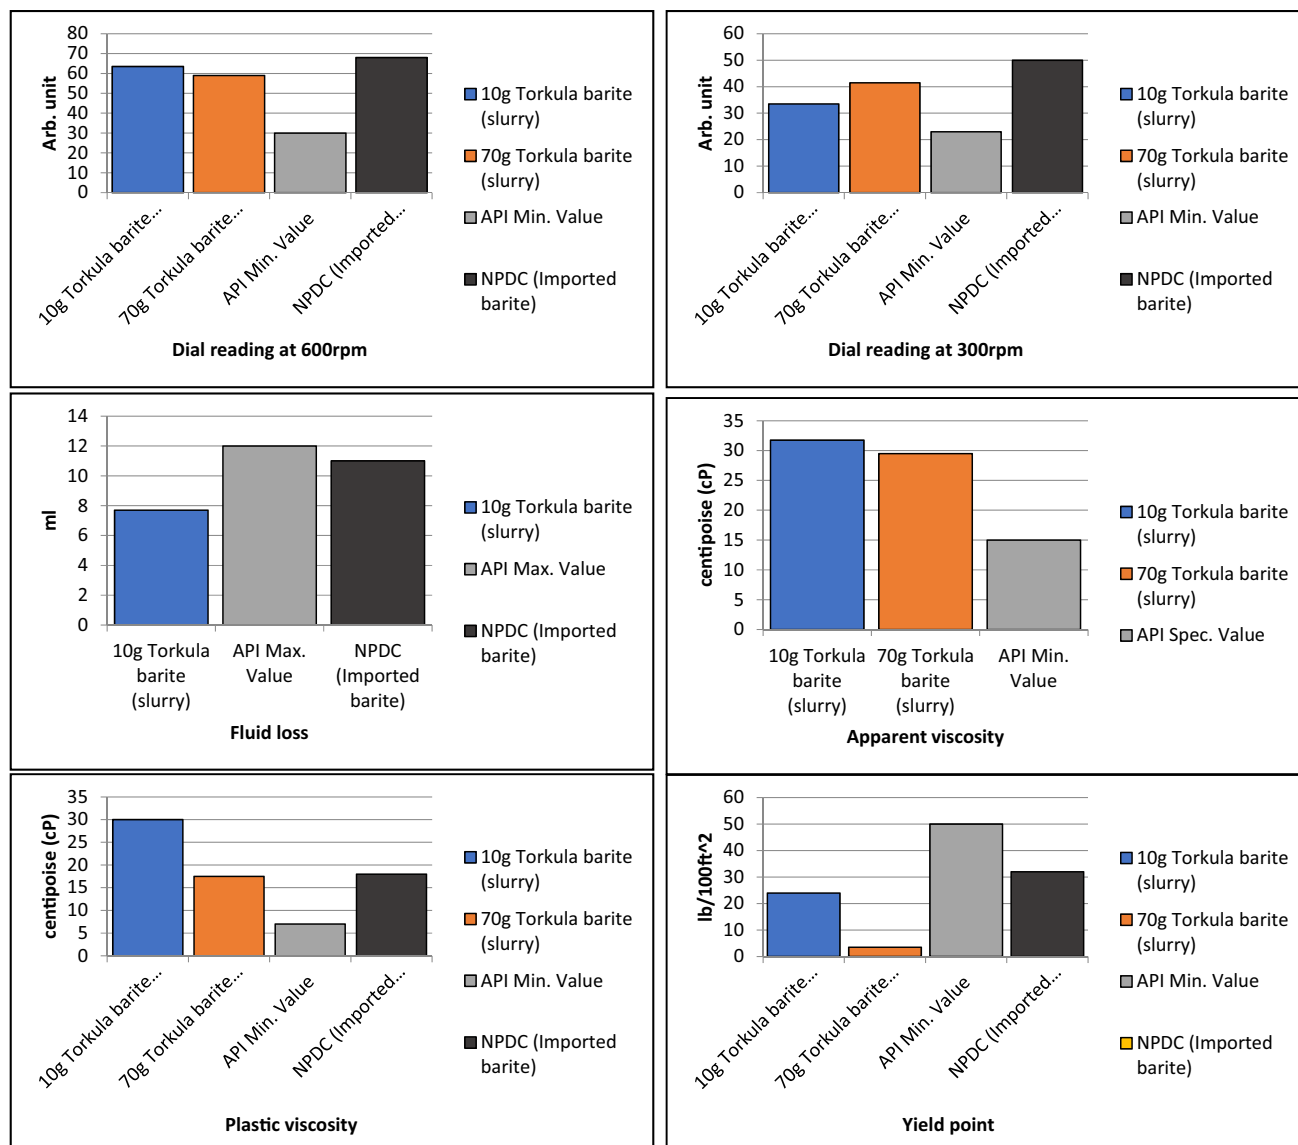 80
70
60
50
40
30
20
10
0
Arb. unit
10g Torkula barite...
70g Torkula barite...
API Min. Value
NPDC (Imported...
Dial reading at 600rpm
10g Torkula barite
(slurry)
70g Torkula barite
(slurry)
API Min. Value
NPDC (Imported
barite)
60
50
40
30
20
10
0
Arb. unit
10g Torkula barite...
70g Torkula barite...
API Min. Value
NPDC (Imported...
Dial reading at 300rpm
10g Torkula barite
(slurry)
70g Torkula barite
(slurry)
API Min. Value
NPDC (Imported
barite)
14
12
10
8
6
4
2
0
ml
10g Torkula
barite
(slurry)
API Max.
Value
NPDC
(Imported
barite)
Fluid loss
10g Torkula barite
(slurry)
API Max. Value
NPDC (Imported
barite)
35
30
25
20
15
10
5
0
centipoise (cP)
10g Torkula
barite
(slurry)
70g Torkula
barite
(slurry)
API Min.
Value
Apparent viscosity
10g Torkula barite
(slurry)
70g Torkula barite
(slurry)
API Spec. Value
35
30
25
20
15
10
5
0
centipoise (cP)
10g Torkula barite...
70g Torkula barite...
API Min. Value
NPDC (Imported...
Plastic viscosity
10g Torkula barite
(slurry)
70g Torkula barite
(slurry)
API Min. Value
NPDC (Imported
barite)
60
50
40
30
20
10
0
lb/100ft^2
10g Torkula barite...
70g Torkula barite...
API Min. Value
NPDC (Imported...
Yield point
10g Torkula barite
(slurry)
70g Torkula barite
(slurry)
API Min. Value
NPDC (Imported
barite)